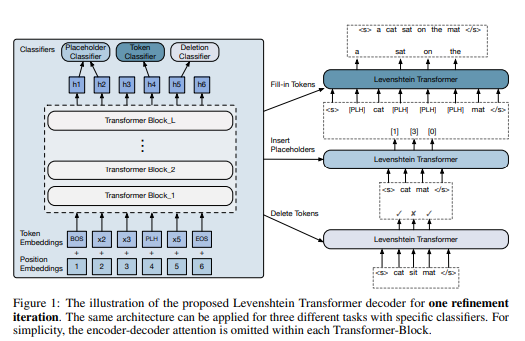 Classifiers
Placeholder Classifier
Token Classifier
Deletion Classifier
h1 h2 h3 h4 h5 h6
Transformer Block_L
⋮
Transformer Block_2
Transformer Block_1
Token Embeddings
BOS x2 x3 PLH x5 EOS
+ + + + + +
Position Embeddings
1 2 3 4 5 6
Fill-in Tokens
Insert Placeholders
Delete Tokens
<s> a cat sat on the mat </s>
a sat on the
Levenshtein Transformer
<s> [PLH] cat [PLH] [PLH] [PLH] mat </s>
[1] [3] [0]
Levenshtein Transformer
<s> cat mat </s>
✓ ✗ ✓
Levenshtein Transformer
<s> cat sit mat </s>
Figure 1: The illustration of the proposed Levenshtein Transformer decoder for one refinement
iteration. The same architecture can be applied for three different tasks with specific classifiers. For
simplicity, the encoder-decoder attention is omitted within each Transformer-Block.